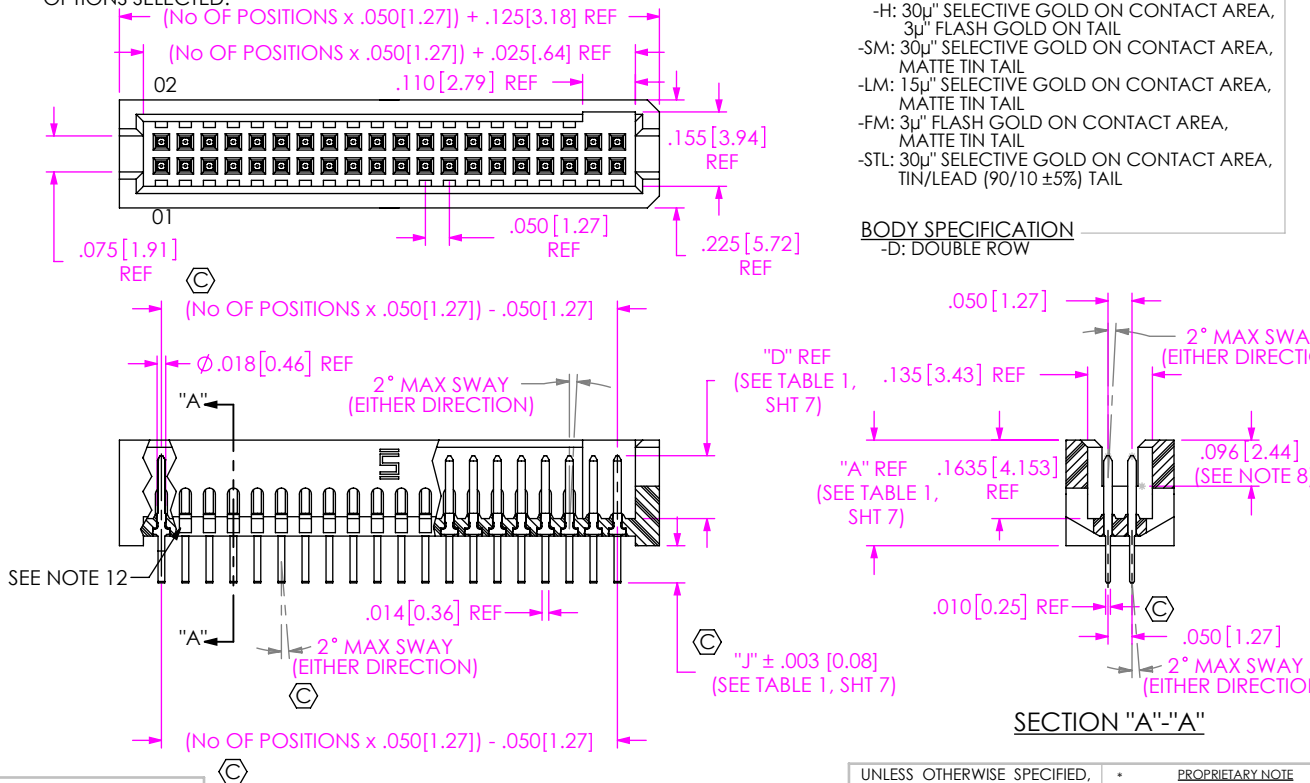 OPTIONS SELECTED.
(No OF POSITIONS x .050[1.27]) + .125[3.18] REF
(No OF POSITIONS x .050[1.27]) + .025[.64] REF
.110[2.79] REF
02
.155[3.94]
REF
01
.075[1.91]
REF
.050[1.27]
REF
.225[5.72]
REF
-H: 30µ" SELECTIVE GOLD ON CONTACT AREA,
3µ" FLASH GOLD ON TAIL
-SM: 30µ" SELECTIVE GOLD ON CONTACT AREA,
MATTE TIN TAIL
-LM: 15µ" SELECTIVE GOLD ON CONTACT AREA,
MATTE TIN TAIL
-FM: 3µ" FLASH GOLD ON CONTACT AREA,
MATTE TIN TAIL
-STL: 30µ" SELECTIVE GOLD ON CONTACT AREA,
TIN/LEAD (90/10 ±5%) TAIL
BODY SPECIFICATION
-D: DOUBLE ROW
C
(No OF POSITIONS x .050[1.27]) - .050[1.27]
Ø.018[0.46] REF
2° MAX SWAY
(EITHER DIRECTION)
"A"
"D" REF
(SEE TABLE 1,
SHT 7)
SEE NOTE 12
.014[0.36] REF
"A"
2° MAX SWAY
(EITHER DIRECTION)
C
C
"J" ± .003 [0.08]
(SEE TABLE 1, SHT 7)
(No OF POSITIONS x .050[1.27]) - .050[1.27]
C
.050[1.27]
2° MAX SWA
(EITHER DIRECTI
.135[3.43] REF
"A" REF
(SEE TABLE 1,
SHT 7)
.1635[4.153]
REF
.096[2.44]
(SEE NOTE 8
.010[0.25] REF
C
.050[1.27]
2° MAX SWAY
(EITHER DIRECTIO
SECTION "A"-"A"
UNLESS OTHERWISE SPECIFIED,
* PROPRIETARY NOTE